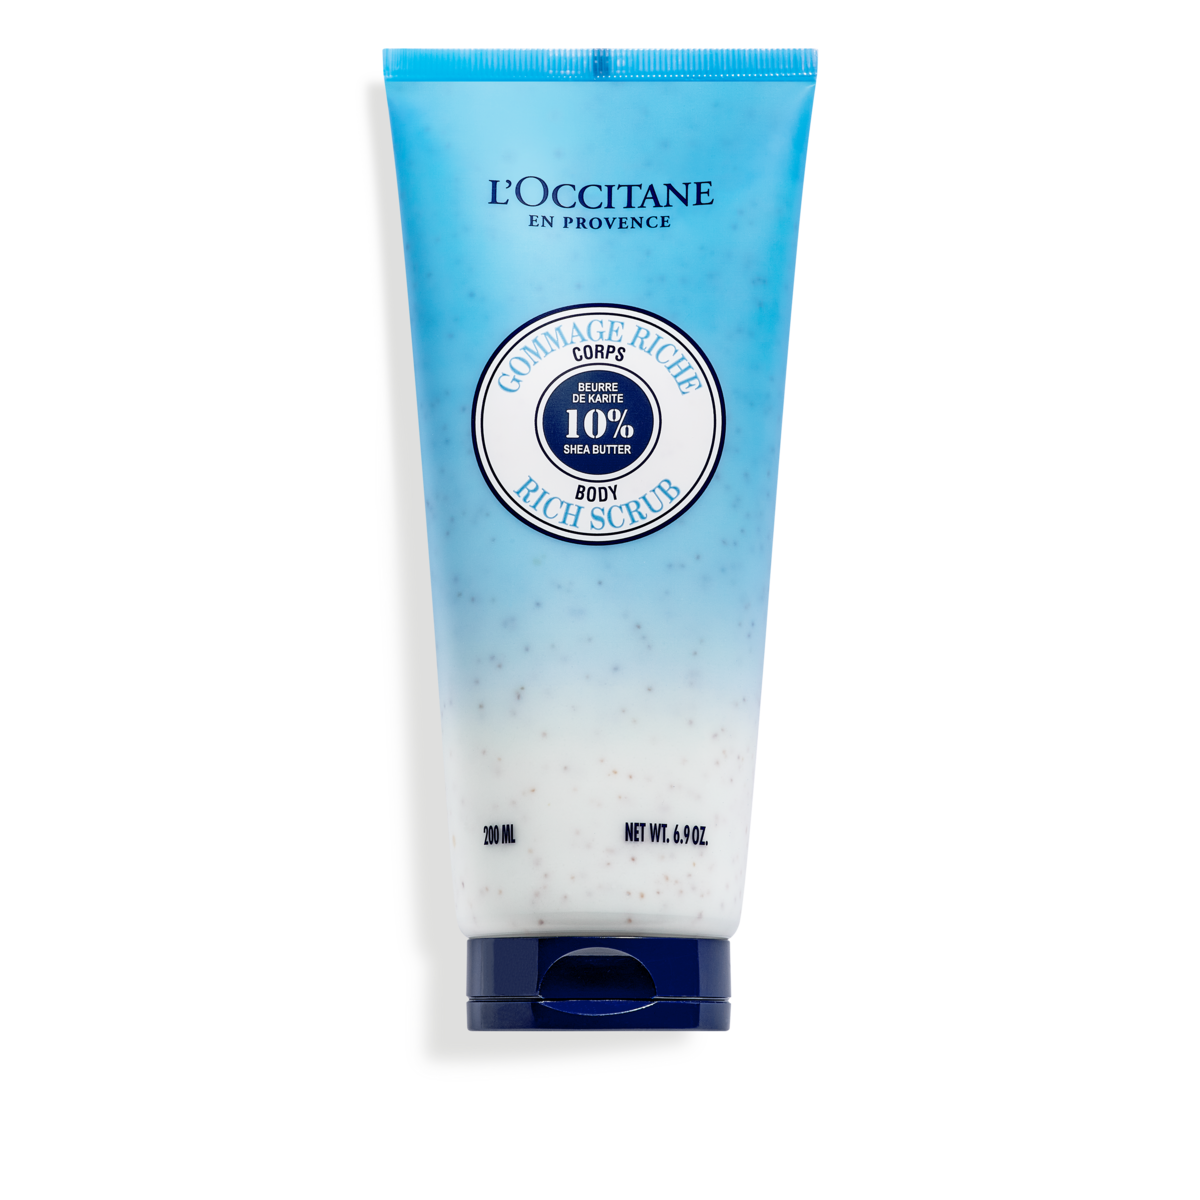 L'OCCITANE
EN PROVENCE
GOMMAGE RICHE
CORPS
BEURRE
DE KARITE
10%
SHEA BUTTER
BODY
RICH SCRUB
200 ML
NET WT. 6.9 OZ.